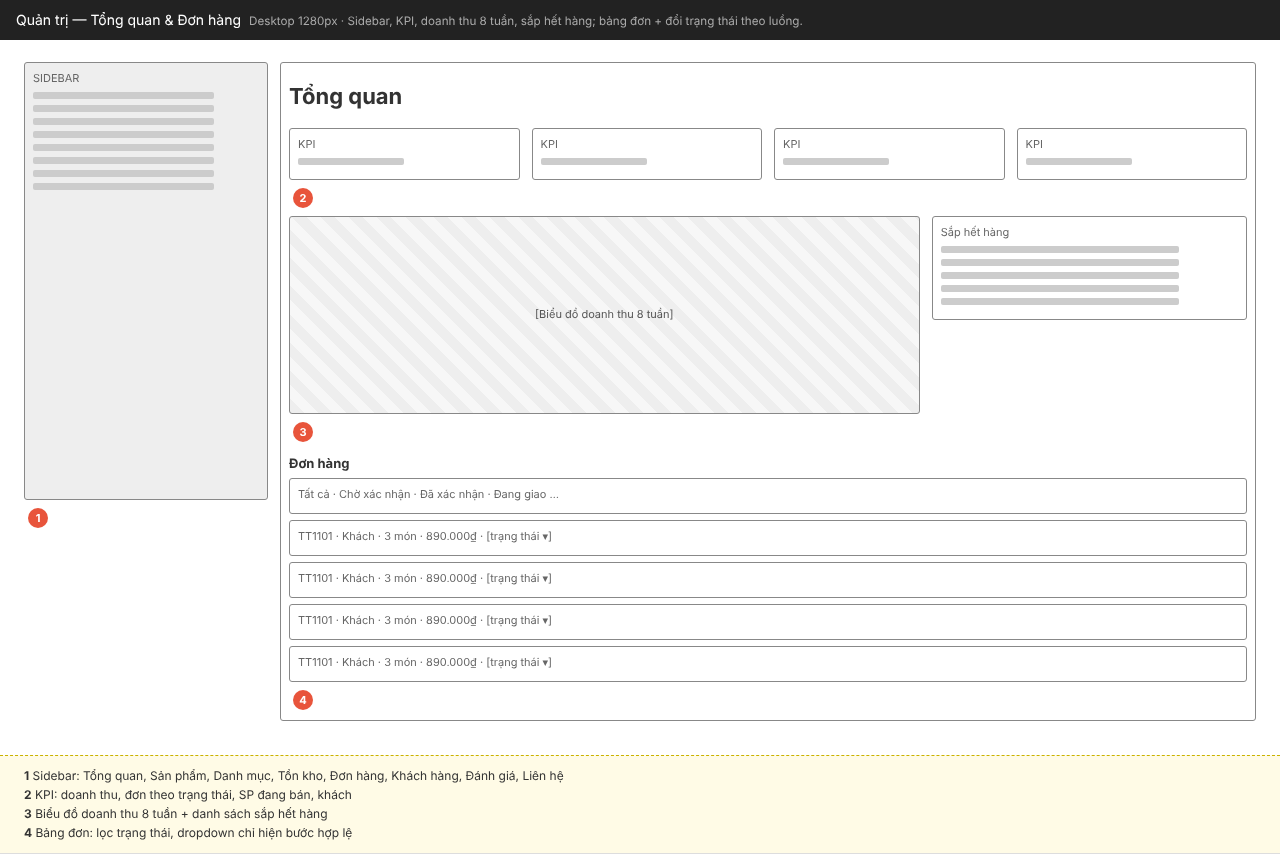 Quản trị — Tổng quan & Đơn hàng Desktop 1280px · Sidebar, KPI, doanh thu 8 tuần, sắp hết hàng; bảng đơn + đổi trạng thái theo luồng.
SIDEBAR
Tổng quan
KPI
KPI
KPI
KPI
2
[Biểu đồ doanh thu 8 tuần]
Sắp hết hàng
3
Đơn hàng
Tất cả · Chờ xác nhận · Đã xác nhận · Đang giao ...
1
TT1101 · Khách · 3 món · 890.000₫ · [trạng thái ▾]
TT1101 · Khách · 3 món · 890.000₫ · [trạng thái ▾]
TT1101 · Khách · 3 món · 890.000₫ · [trạng thái ▾]
TT1101 · Khách · 3 món · 890.000₫ · [trạng thái ▾]
4
1 Sidebar: Tổng quan, Sản phẩm, Danh mục, Tồn kho, Đơn hàng, Khách hàng, Đánh giá, Liên hệ
2 KPI: doanh thu, đơn theo trạng thái, SP đang bán, khách
3 Biểu đồ doanh thu 8 tuần + danh sách sắp hết hàng
4 Bảng đơn: lọc trạng thái, dropdown chỉ hiện bước hợp lệ